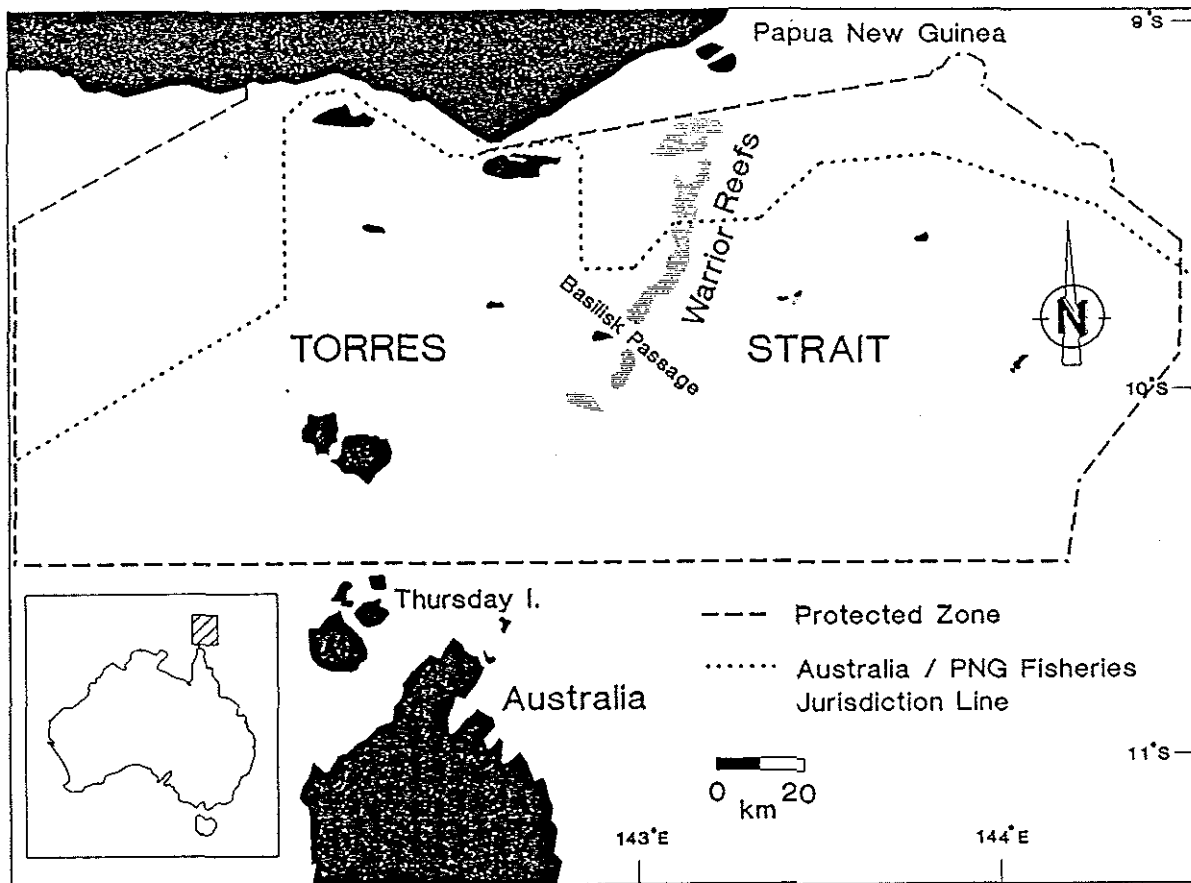 8°S
Papua New Guinea
Warrior Reefs
Basilisk Passage
N
TORRES
STRAIT
10°S
Thursday I.
Protected Zone
Australia / PNG Fisheries
Jurisdiction Line
Australia
11°S
0 20
km
143°E
144°E